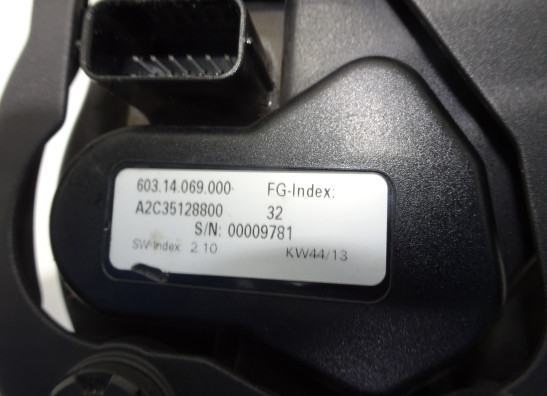 603.14.069.000- FG-Index:
A2C35128800 32
S/N: 00009781
SW-Index 2.10 KW44/13